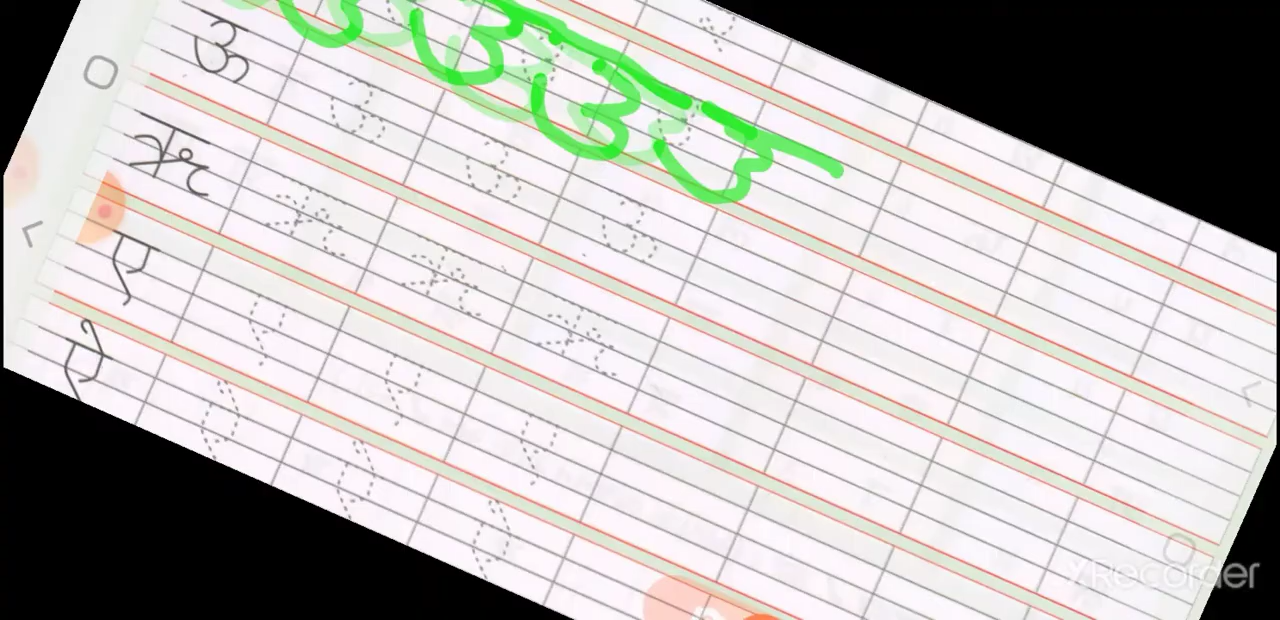 उ उ उ उ
ऊ ऊ ऊ ऊ
ऋ ऋ ऋ ऋ
ए ए ए ए
ऐ ऐ ऐ ऐ
XRecorder